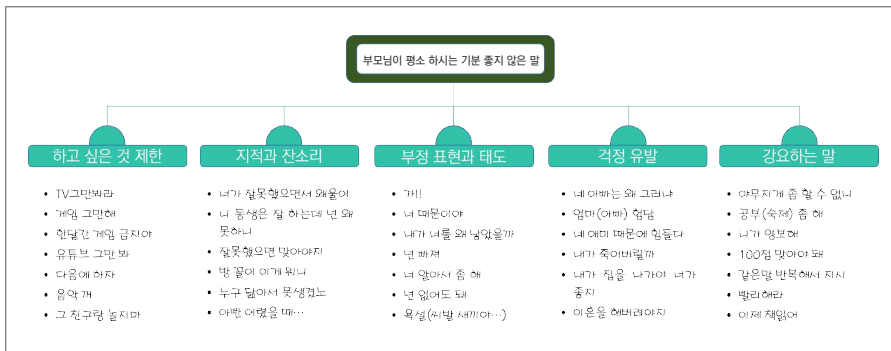 부모님이 평소 하시는 기분 좋지 않은 말
하고 싶은 것 제한
• TV그만봐라
• 게임 그만해
• 한달간 게임 금지야
• 유튜브 그만 봐
• 다음에 하자
• 음악 꺼
• 그 친구랑 놀지마
지적과 잔소리
• 너가 잘못했으면서 왜울어
• 니 동생은 잘 하는데 넌 왜
못하니
• 잘못했으면 맞아야지
• 방 꼴이 이게 뭐니
• 누구 닮아서 못생겼노
• 아빤 어렸을 때…
부정 표현과 태도
• 가!!
• 너 때문이야
• 내가 너를 왜 낳았을까
• 넌 빠져
• 너 알아서 좀 해
• 넌 없어도 돼
• 욕설(씨발 새끼야…)
걱정 유발
• 네 아빠는 왜 그러냐
• 엄마(아빠) 험담
• 네 애미 때문에 힘들다
• 내가 죽어버릴까
• 내가 집을 나가야 너가
좋지
• 이혼을 해버려야지
강요하는 말
• 야무지게 좀 할 수 없니
• 공부(숙제) 좀 해
• 니가 양보해
• 100점 맞아야 돼
• 같은말 반복해서 지시
• 빨리해라
• 이제 책읽어